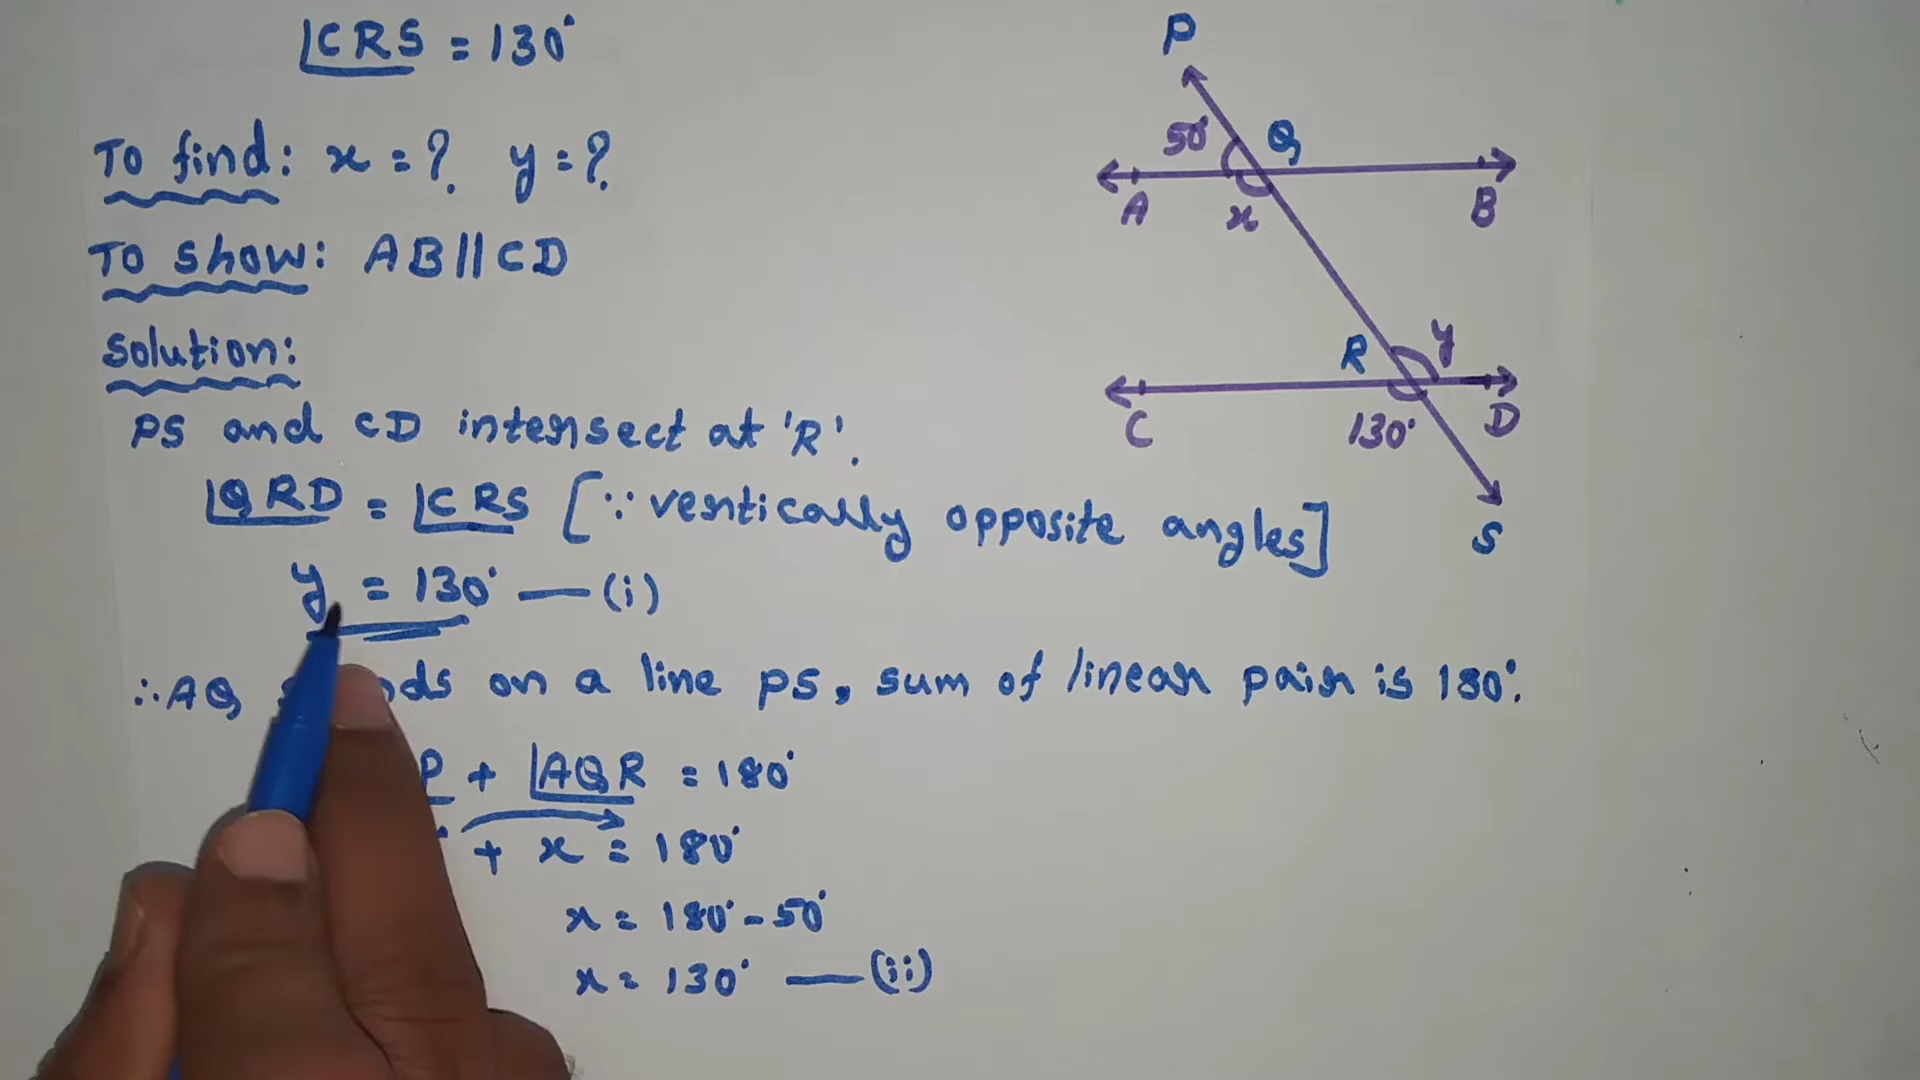 ∠CRS = 130°
To find: x = ? y = ?
To show: AB || CD
Solution:
PS and CD intersect at 'R'.
∠QRD = ∠CRS [∵ vertically opposite angles]
y = 130° — (i)
∴ AQ on a line PS, sum of linear pair is 180°.
+ ∠AQR = 180°
+ x = 180°
x = 180° - 50°
x = 130° — (ii)
P
50°
Q
A
x
B
R
y
C
130°
D
S